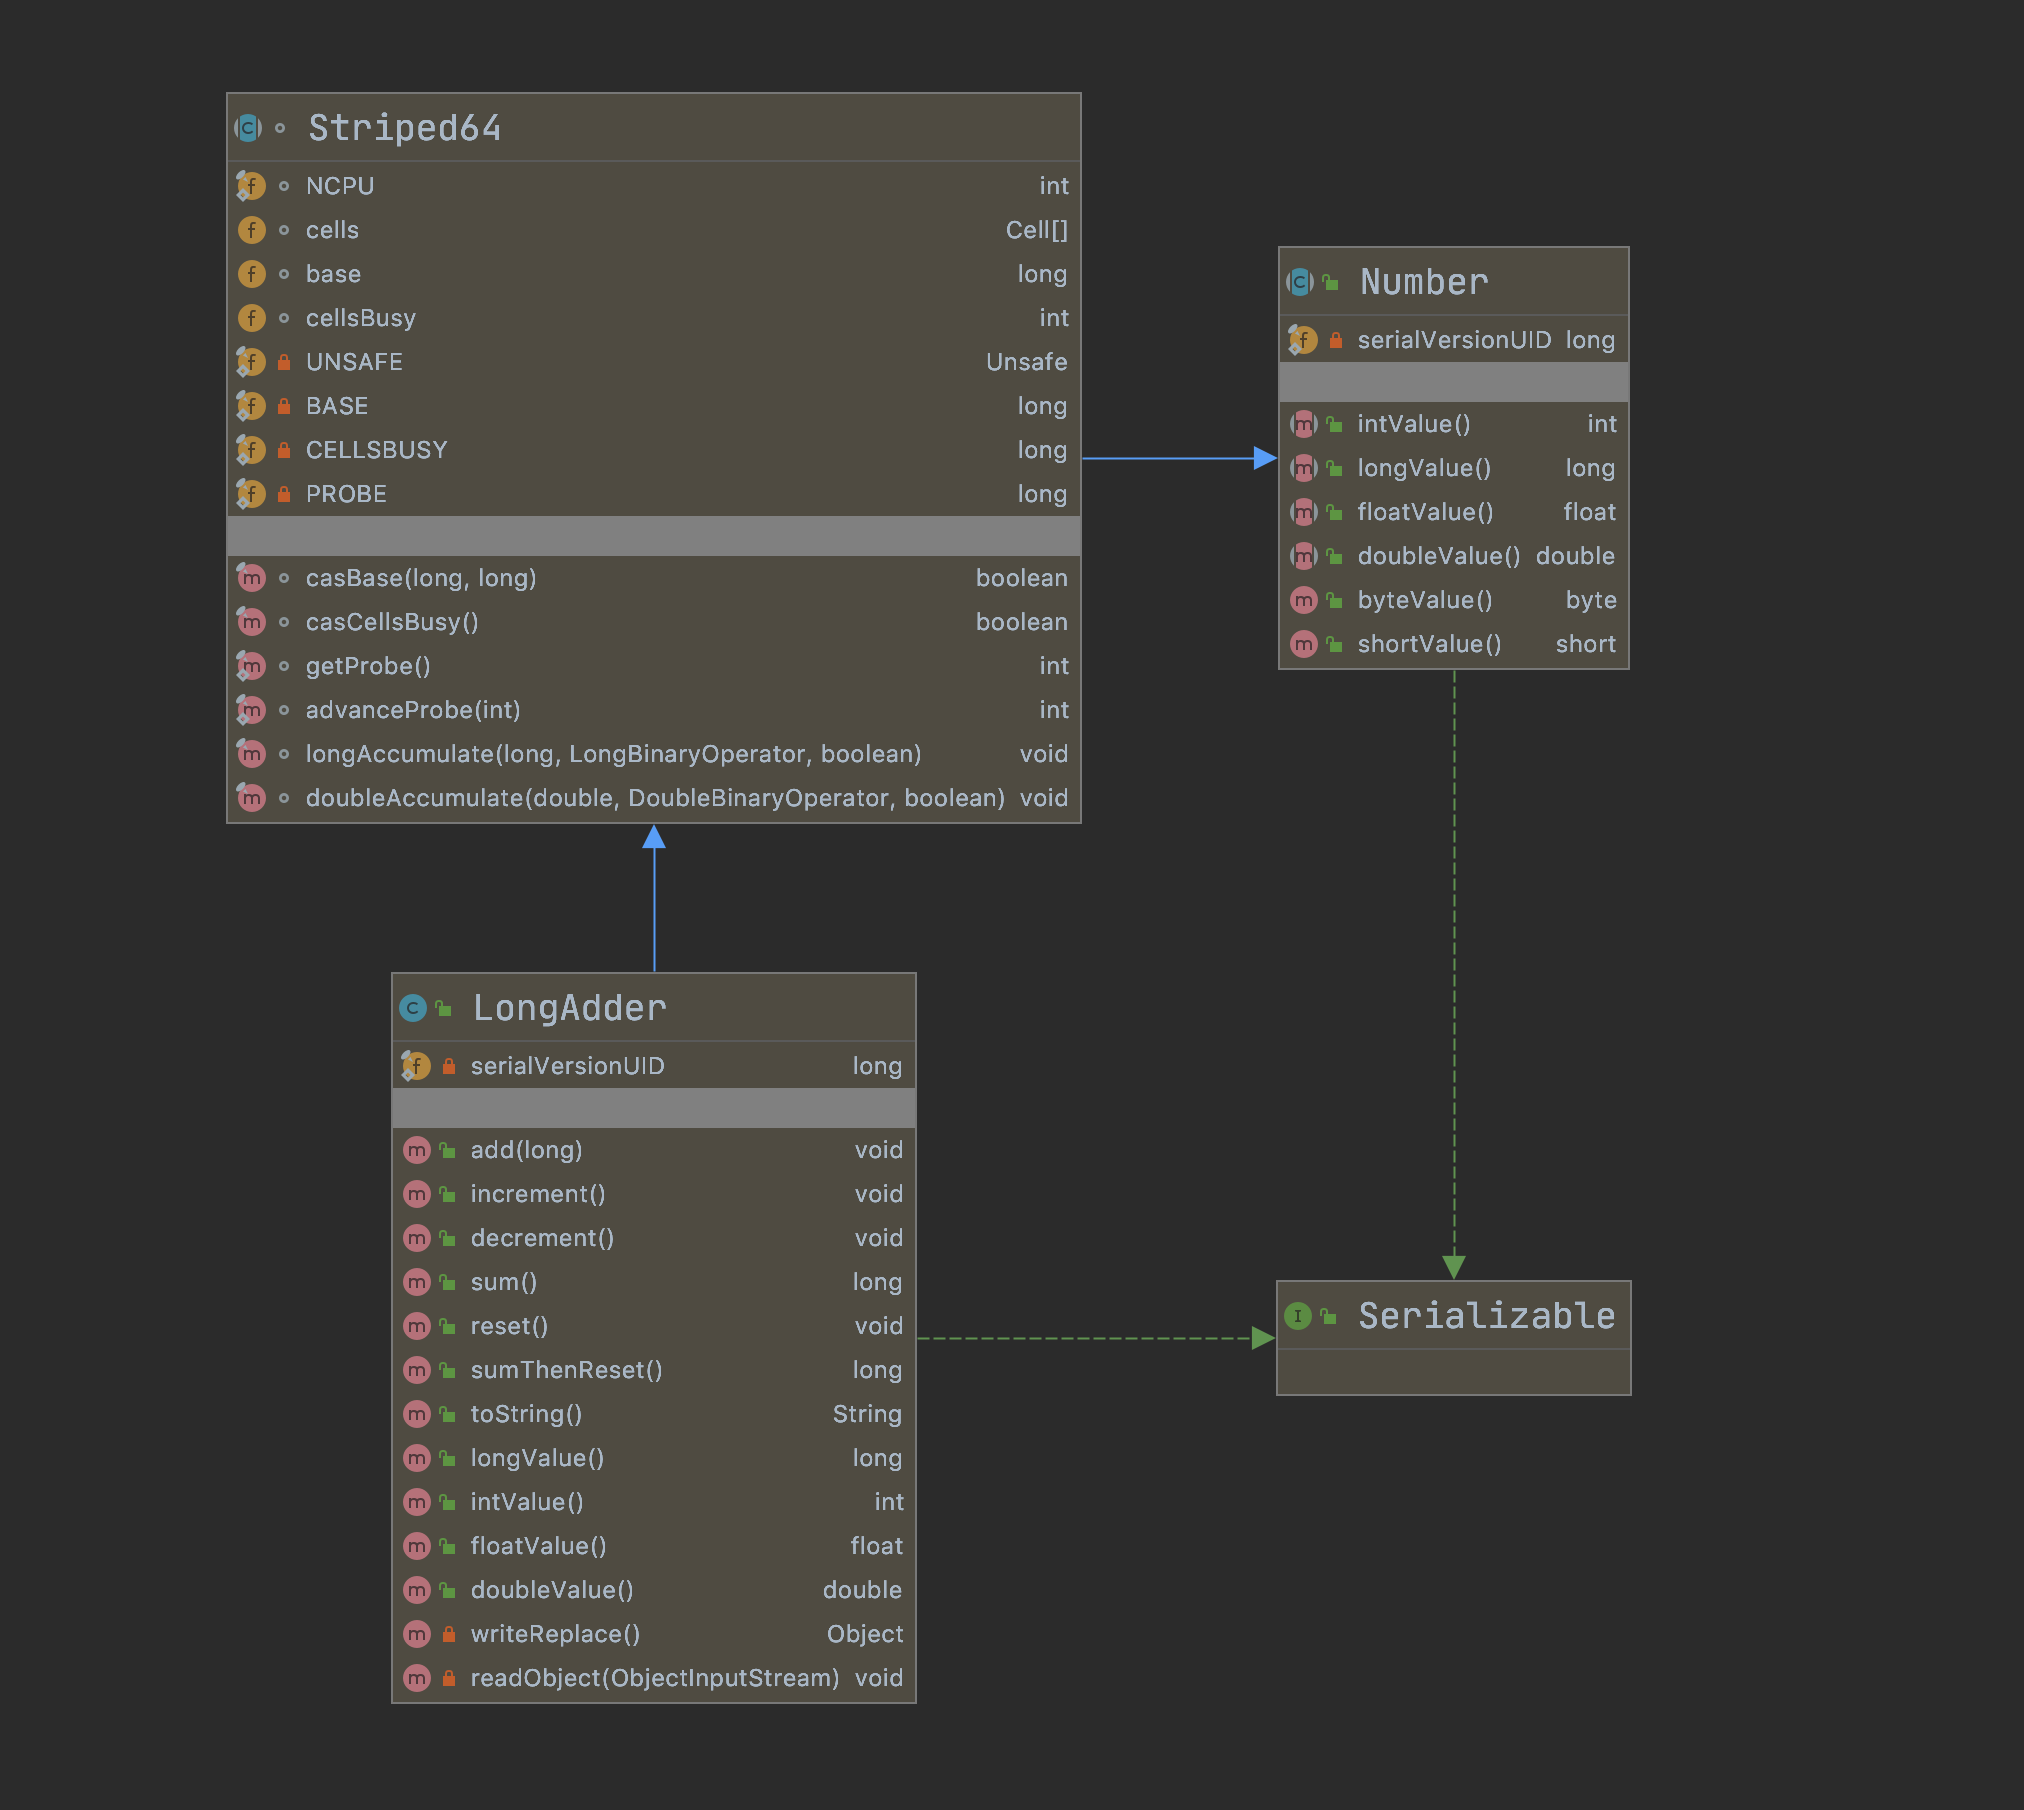 Striped64
NCPU int
cells Cell[]
base long
cellsBusy int
UNSAFE Unsafe
BASE long
CELLSBUSY long
PROBE long
casBase(long, long) boolean
casCellsBusy() boolean
getProbe() int
advanceProbe(int) int
longAccumulate(long, LongBinaryOperator, boolean) void
doubleAccumulate(double, DoubleBinaryOperator, boolean) void
Number
serialVersionUID long
intValue() int
longValue() long
floatValue() float
doubleValue() double
byteValue() byte
shortValue() short
LongAdder
serialVersionUID long
add(long) void
increment() void
decrement() void
sum() long
reset() void
sumThenReset() long
toString() String
longValue() long
intValue() int
floatValue() float
doubleValue() double
writeReplace() Object
readObject(ObjectInputStream) void
Serializable